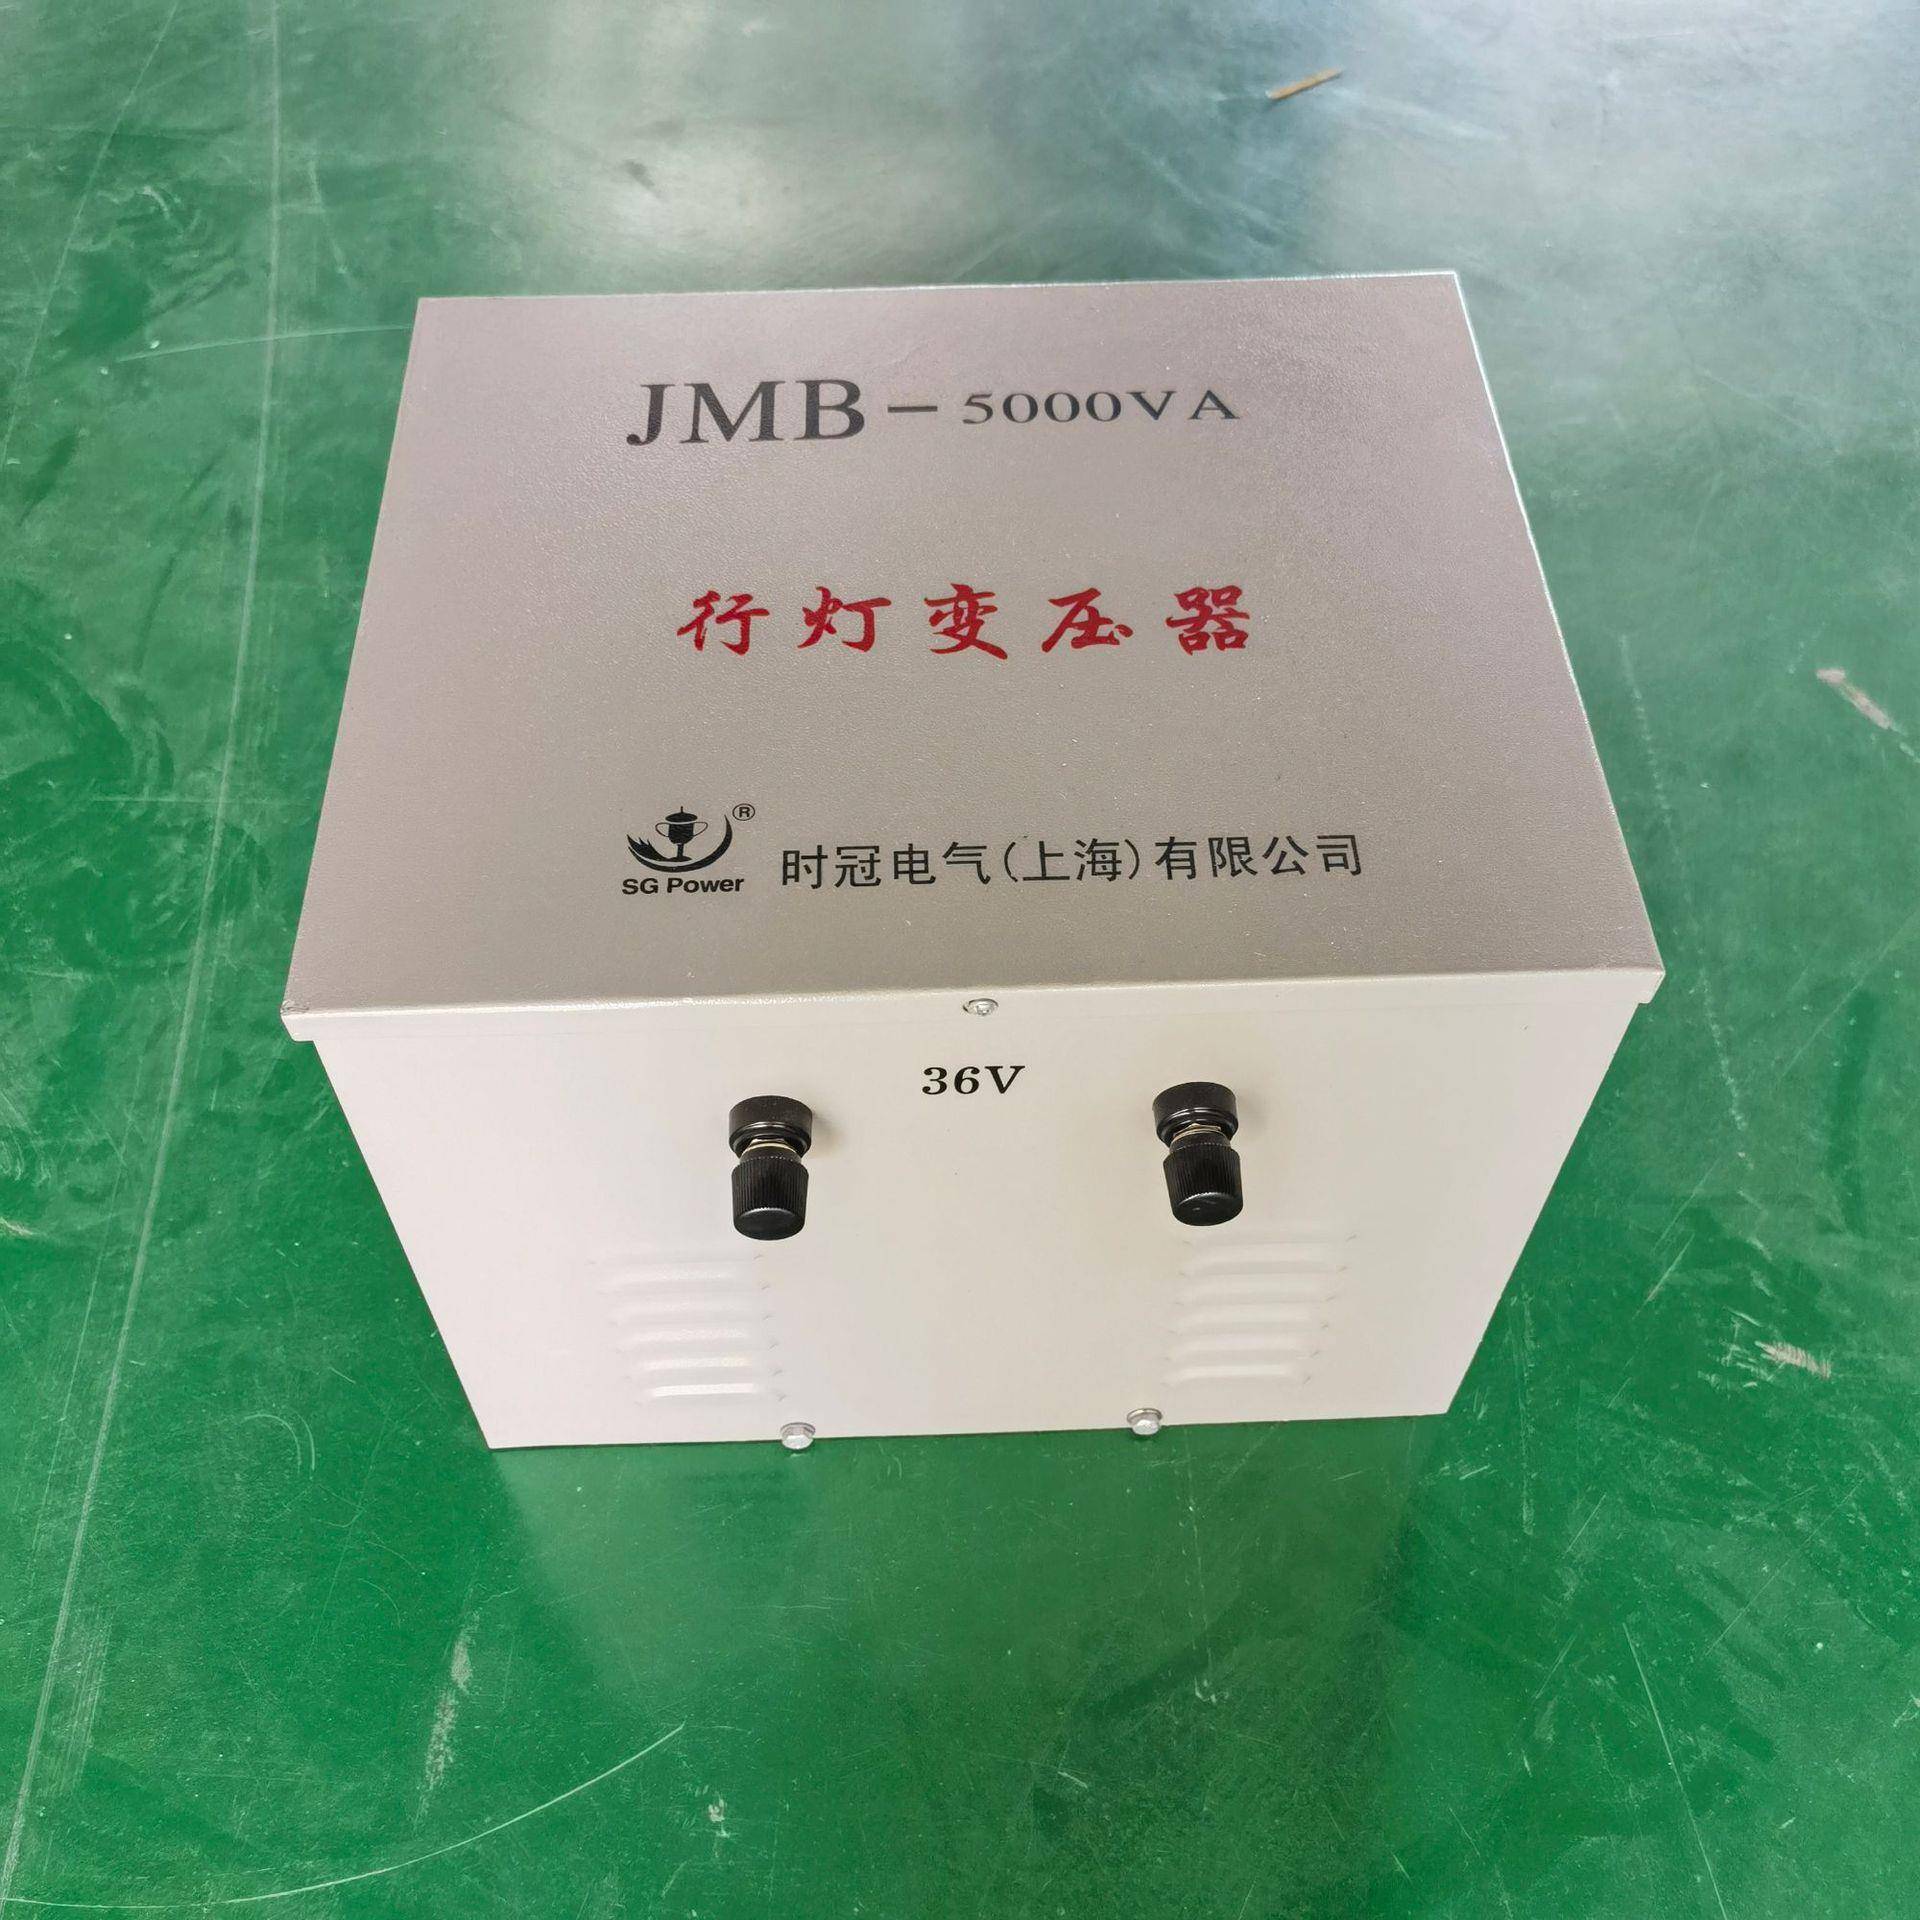 JMB-5000VA
行灯变压器
®
SG Power
时冠电气(上海)有限公司
36V